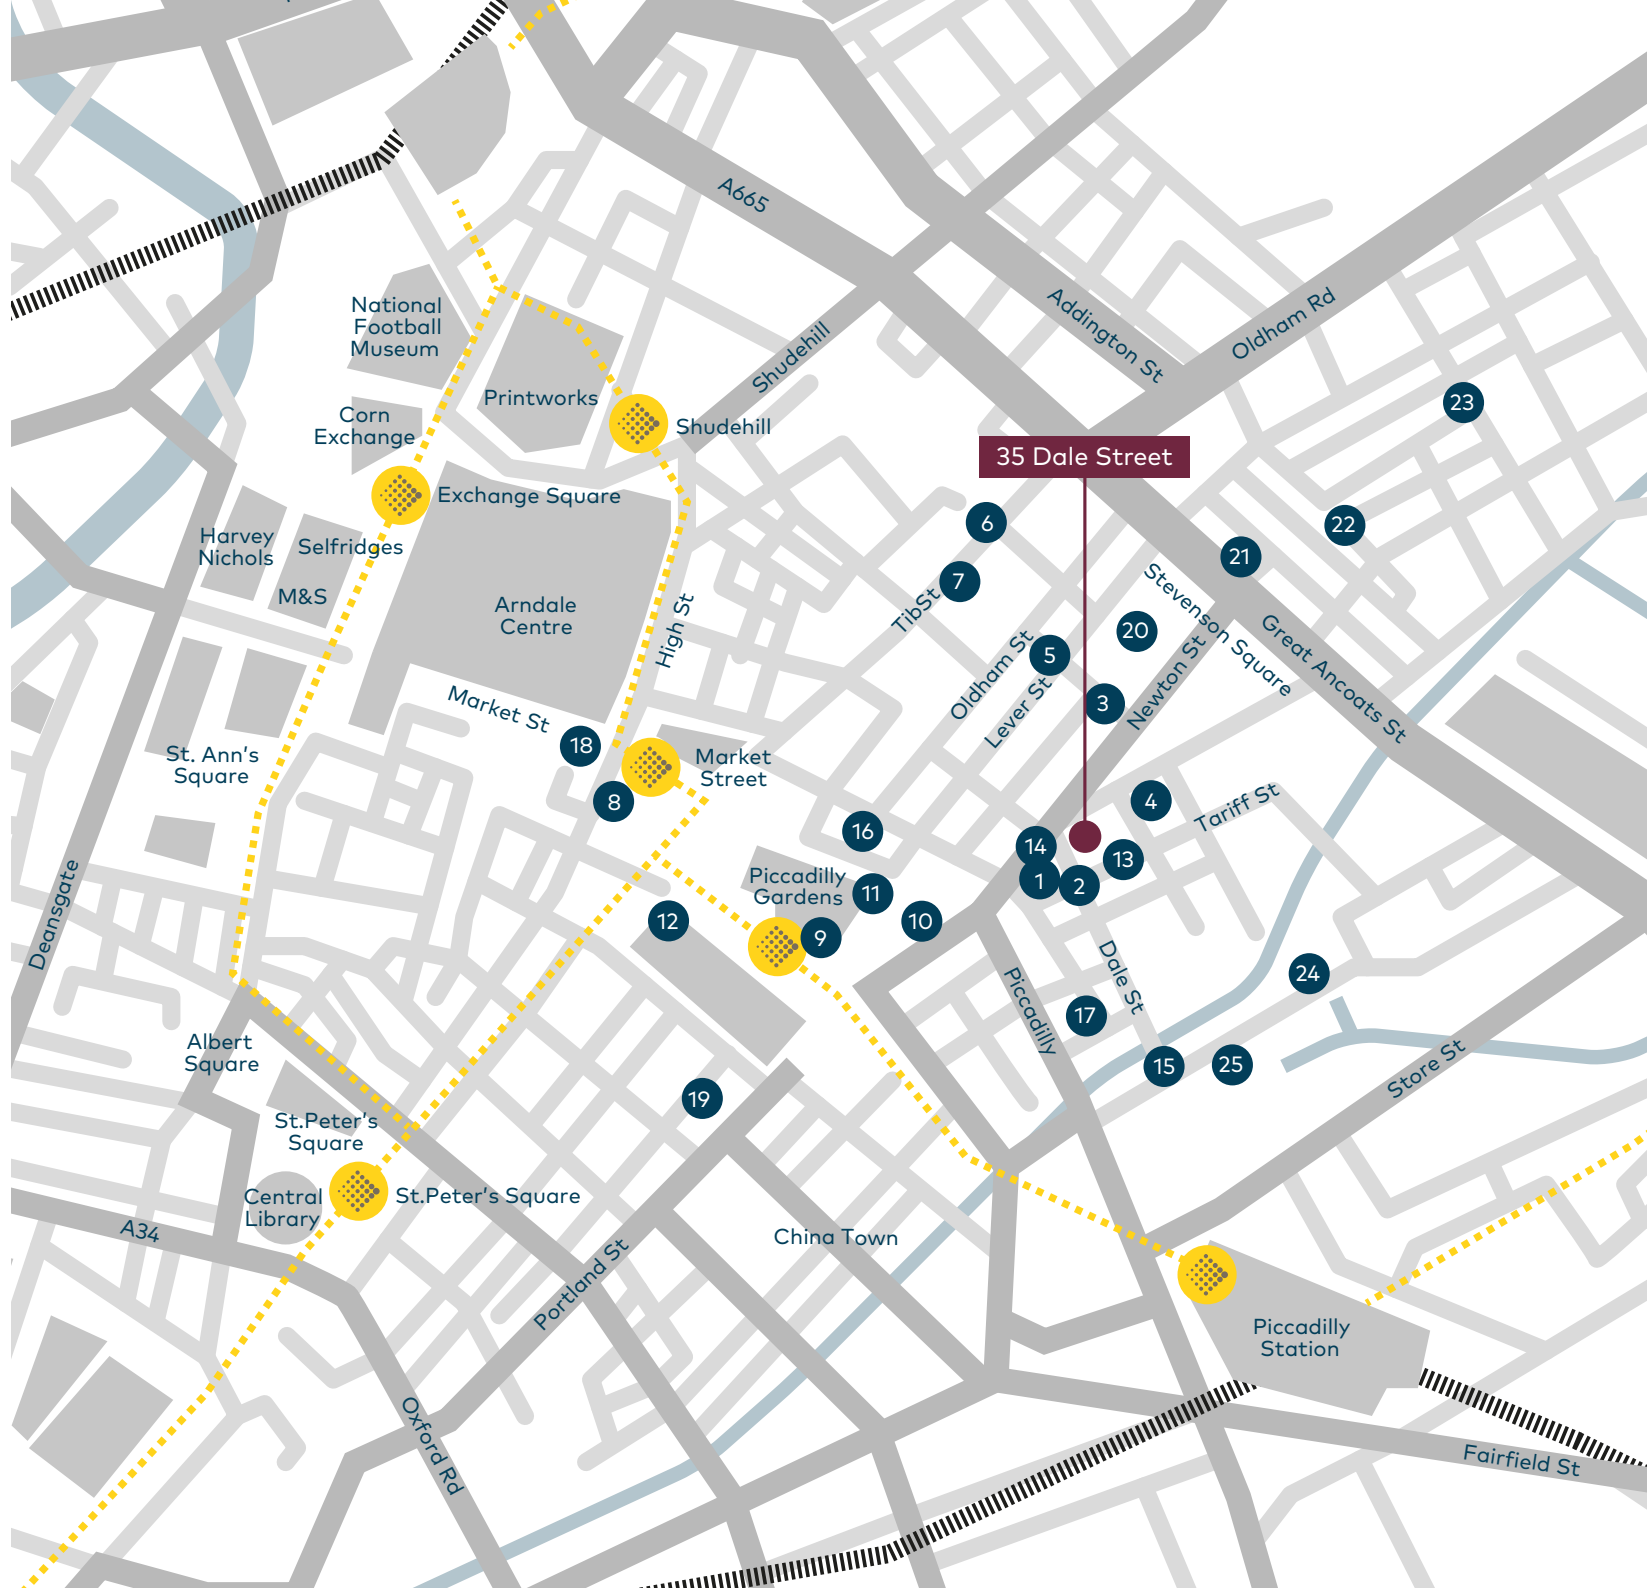 A665
Addington St
Oldham Rd
Shudehill
National
Football
Museum
Printworks
Corn
Exchange
Shudehill
23
35 Dale Street
Exchange Square
6
22
Harvey
Nichols
Selfridges
21
7
M&S
TibSt
Arndale
Centre
High St
Stevenson Square
20
Great Ancoats St
5
Oldham St
Lever St
Newton St
3
Market St
18
St. Ann's
Square
Market
Street
8
4
Tariff St
16
14
13
Piccadilly
Gardens
1
2
11
Deansgate
12
10
9
Dale St
24
Piccadilly
17
Albert
Square
15
25
Store St
19
St.Peter's
Square
Central
Library
St.Peter's Square
A34
China Town
Portland St
Piccadilly
Station
Oxford Rd
Fairfield St